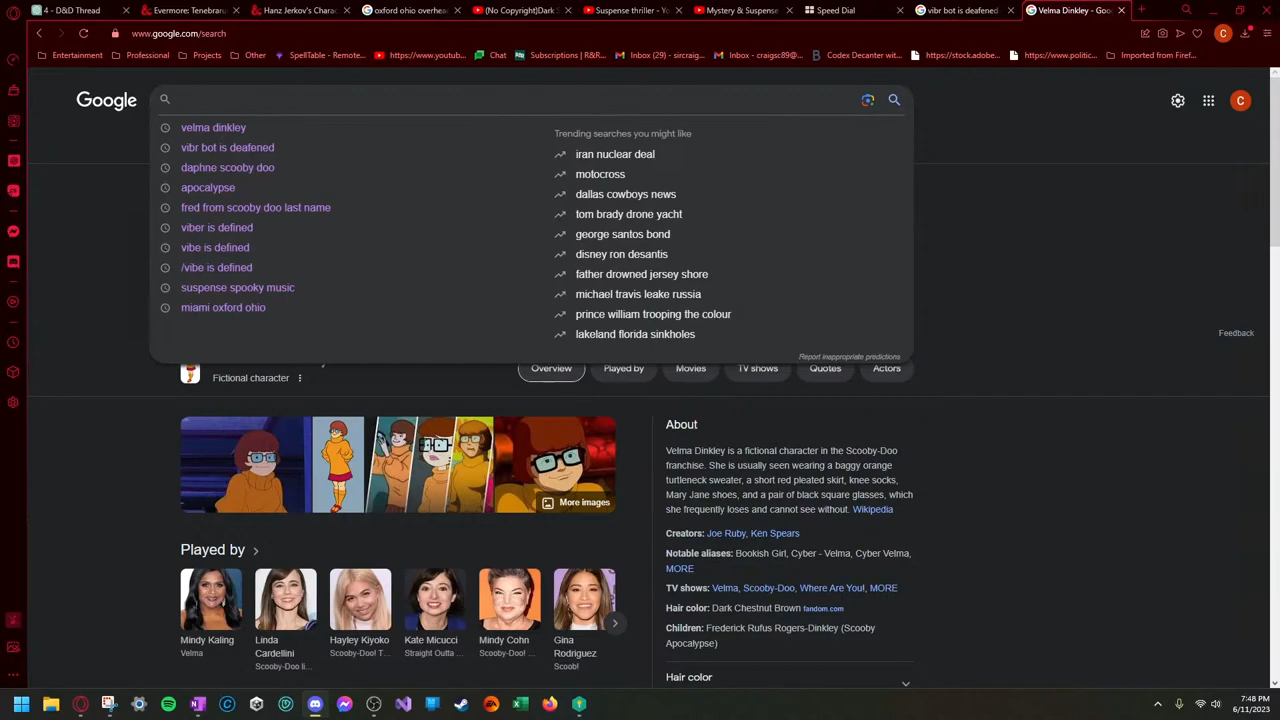 4 - D&D Thread
Evermore: Tenebraru
Hanz Jerkov's Chara
oxford ohio overhea
(No Copyright)Dark S
Suspense thriller - Yo
Mystery & Suspense
Speed Dial
vibr bot is deafened
Velma Dinkley - Goo
www.google.com/search
Entertainment
Professional
Projects
Other
SpellTable - Remote...
https://www.youtub...
Chat
Subscriptions | R&R...
Inbox (29) - sircraig...
Inbox - craigsc89@...
Codex Decanter wit...
https://stock.adobe...
https://www.politic...
Imported from Firef...
C
Google
C
velma dinkley
vibr bot is deafened
daphne scooby doo
apocalypse
fred from scooby doo last name
viber is defined
vibe is defined
/vibe is defined
suspense spooky music
miami oxford ohio
Trending searches you might like
iran nuclear deal
motocross
dallas cowboys news
tom brady drone yacht
george santos bond
disney ron desantis
father drowned jersey shore
michael travis leake russia
prince william trooping the colour
lakeland florida sinkholes
Report inappropriate predictions
Feedback
Fictional character
Overview
Played by
Movies
TV shows
Quotes
Actors
More images
Played by
Mindy Kaling
Velma
Linda
Cardellini
Scooby-Doo li...
Hayley Kiyoko
Scooby-Doo! T...
Kate Micucci
Straight Outta ...
Mindy Cohn
Scooby-Doo! ...
Gina
Rodriguez
Scoob!
About
Velma Dinkley is a fictional character in the Scooby-Doo
franchise. She is usually seen wearing a baggy orange
turtleneck sweater, a short red pleated skirt, knee socks,
Mary Jane shoes, and a pair of black square glasses, which
she frequently loses and cannot see without. Wikipedia
Creators: Joe Ruby, Ken Spears
Notable aliases: Bookish Girl, Cyber - Velma, Cyber Velma,
MORE
TV shows: Velma, Scooby-Doo, Where Are You!, MORE
Hair color: Dark Chestnut Brown fandom.com
Children: Frederick Rufus Rogers-Dinkley (Scooby
Apocalypse)
Hair color
7:48 PM
6/11/2023